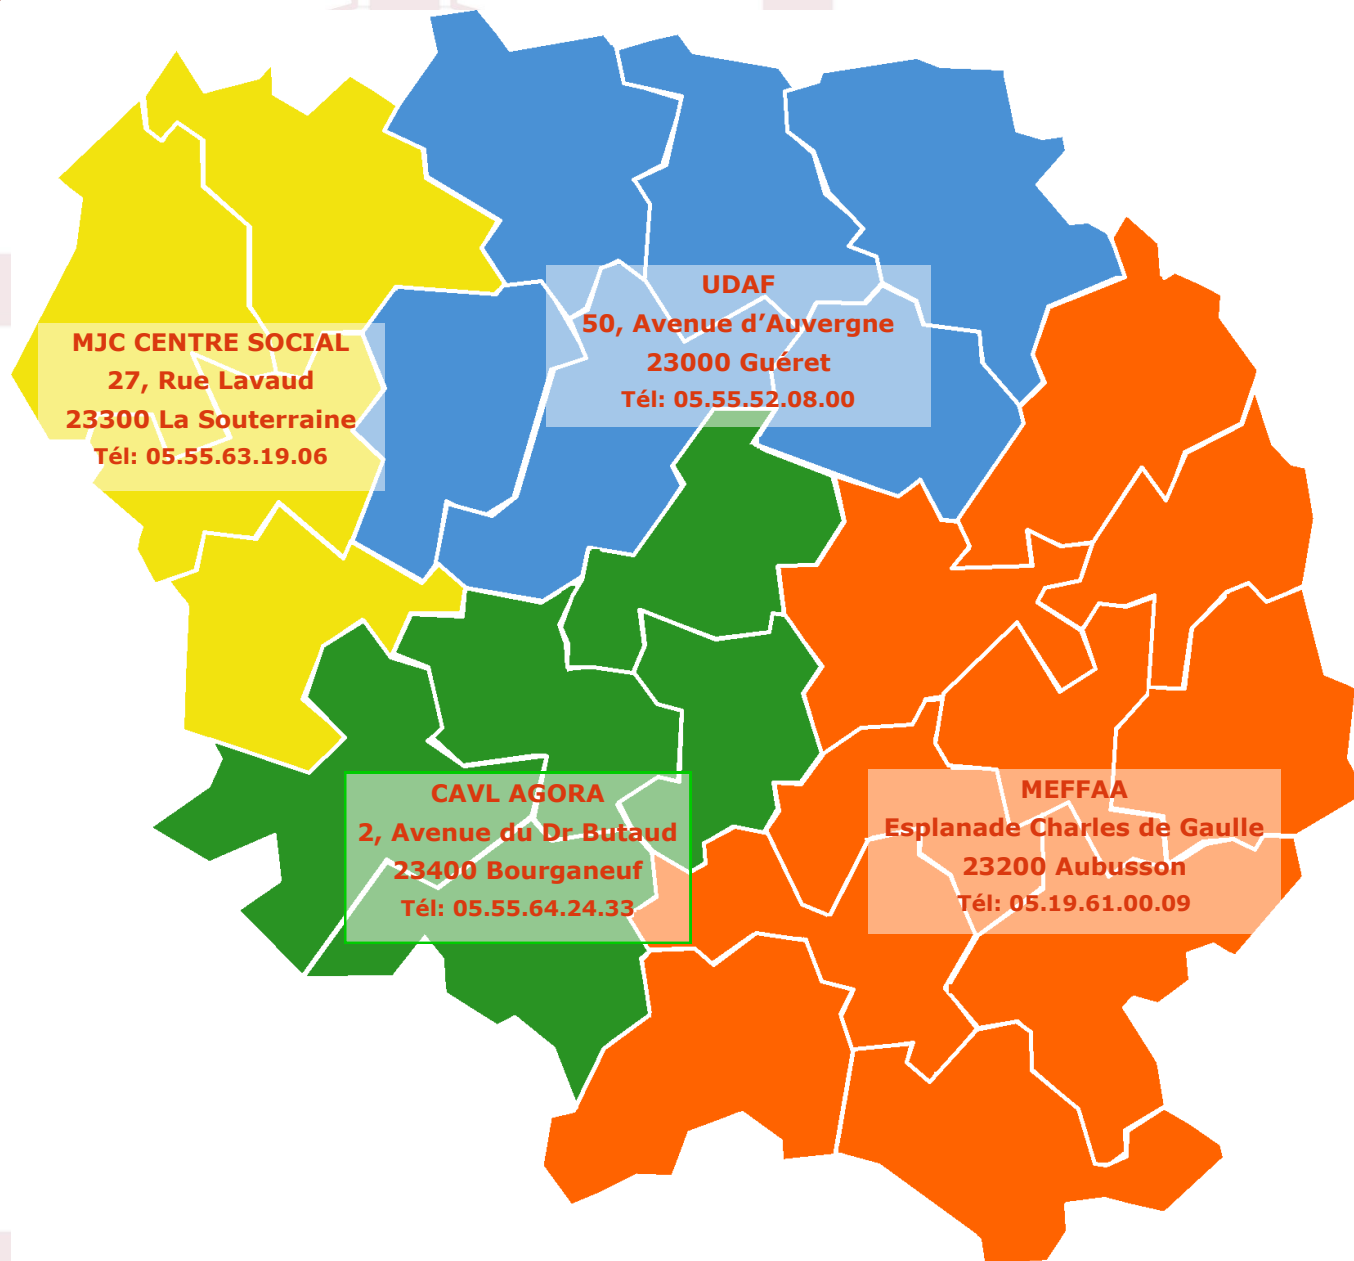 UDAF
50, Avenue d’Auvergne
23000 Guéret
Tél: 05.55.52.08.00
MJC CENTRE SOCIAL
27, Rue Lavaud
23300 La Souterraine
Tél: 05.55.63.19.06
CAVL AGORA
2, Avenue du Dr Butaud
23400 Bourganeuf
Tél: 05.55.64.24.33
MEFFAA
Esplanade Charles de Gaulle
23200 Aubusson
Tél: 05.19.61.00.09